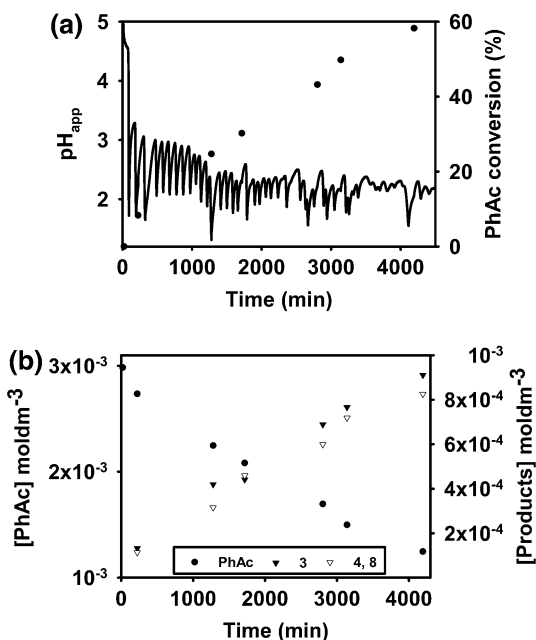 (a)
5
4
3
2
pHapp
60
40
20
0
PhAc conversion (%)
0 1000 2000 3000 4000
Time (min)
(b)
3x10-3
2x10-3
10-3
[PhAc] moldm-3
10-3
8x10-4
6x10-4
4x10-4
2x10-4
[Products] moldm-3
PhAc 3 4, 8
0 1000 2000 3000 4000
Time (min)